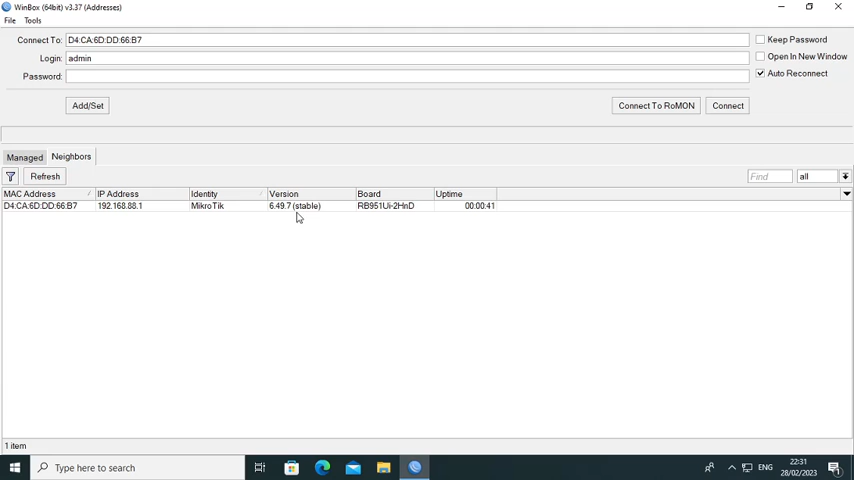 WinBox (64bit) v3.37 (Addresses)
File Tools
Connect To: D4:CA:6D:DD:66:B7
Keep Password
Login: admin
Open In New Window
Password:
Auto Reconnect
Add/Set
Connect To RoMON
Connect
Managed Neighbors
Refresh
Find
all
MAC Address IP Address Identity Version Board Uptime
D4:CA:6D:DD:66:B7 192.168.88.1 MikroTik 6.49.7 (stable) RB951Ui-2HnD 00:00:41
1 item
Type here to search
ENG
22:31
28/02/2023
1